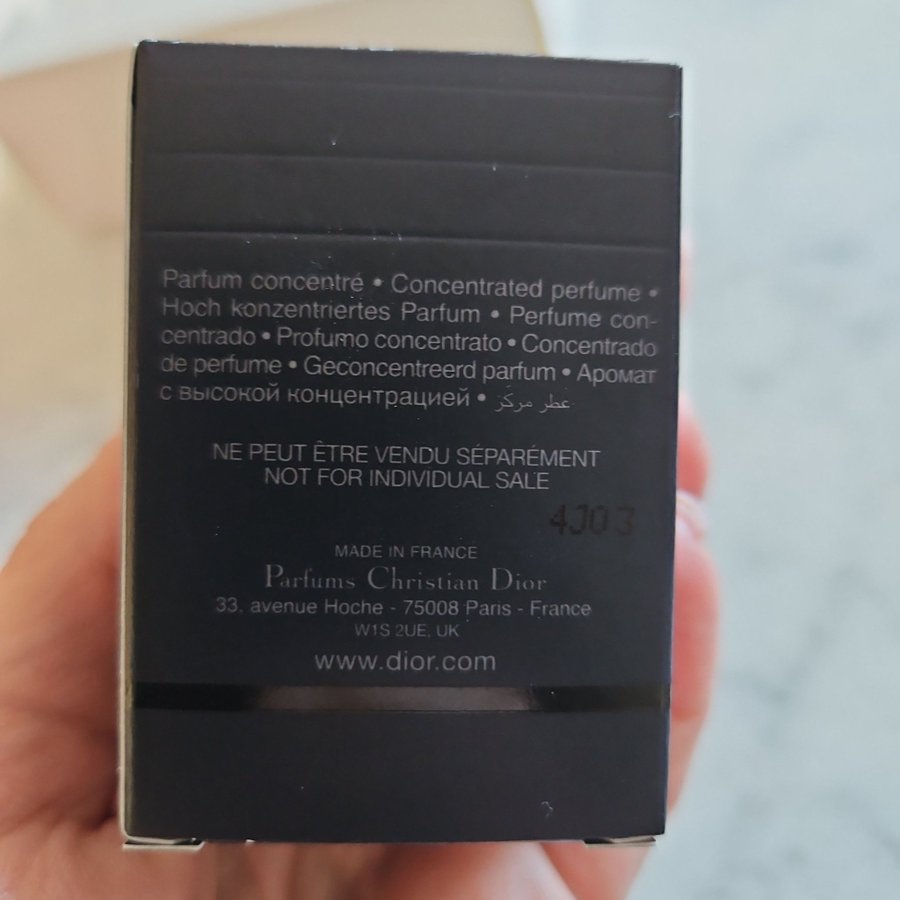 Parfum concentré • Concentrated perfume •
Hoch konzentriertes Parfum • Perfume con-
centrado • Profumo concentrato • Concentrado
de perfume • Geconcentreerd parfum • Аромат
с высокой концентрацией • عطر مركز
NE PEUT ÊTRE VENDU SÉPARÉMENT
NOT FOR INDIVIDUAL SALE
4J03
MADE IN FRANCE
Parfums Christian Dior
33, avenue Hoche - 75008 Paris - France
W1S 2UE, UK
www.dior.com